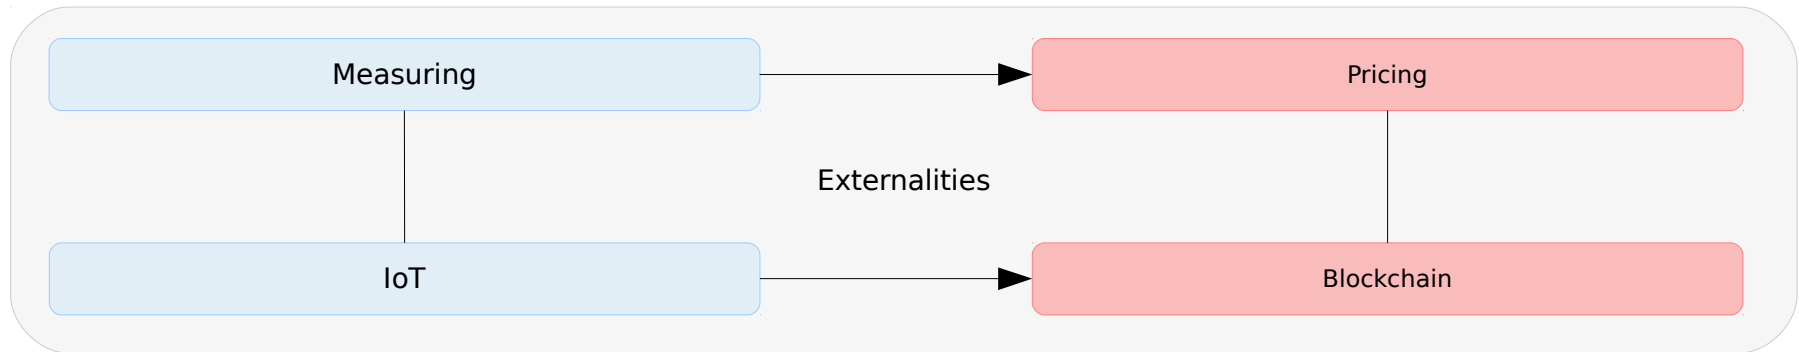 Measuring
Pricing
Externalities
IoT
Blockchain